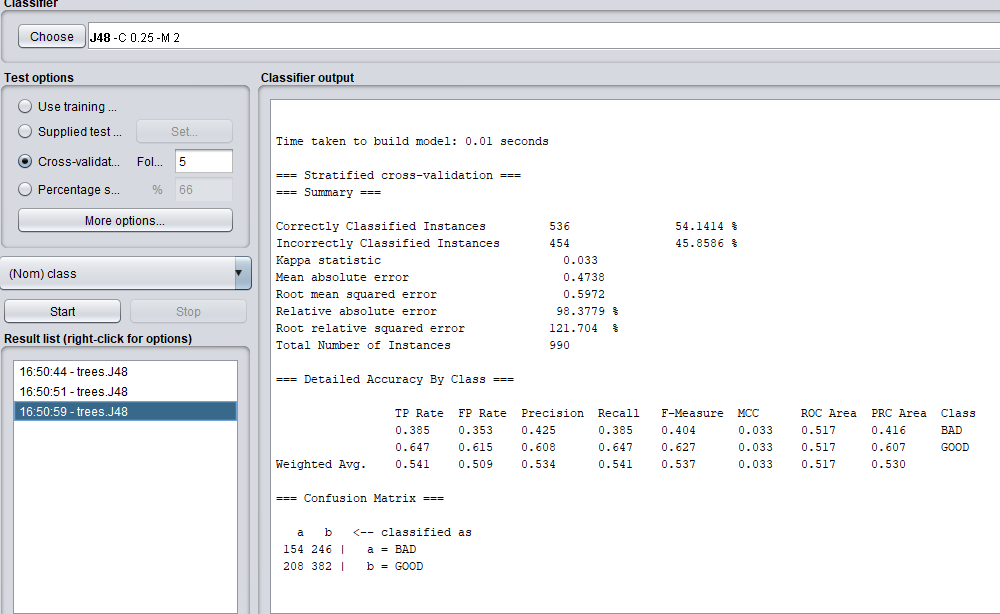 Classifier
Choose J48 -C 0.25 -M 2
Test options
Use training ...
Supplied test ... Set...
Cross-validat... Fol... 5
Percentage s... % 66
More options...
(Nom) class
Start Stop
Result list (right-click for options)
16:50:44 - trees.J48
16:50:51 - trees.J48
16:50:59 - trees.J48
Classifier output
Time taken to build model: 0.01 seconds
=== Stratified cross-validation ===
=== Summary ===
Correctly Classified Instances 536 54.1414 %
Incorrectly Classified Instances 454 45.8586 %
Kappa statistic 0.033
Mean absolute error 0.4738
Root mean squared error 0.5972
Relative absolute error 98.3779 %
Root relative squared error 121.704 %
Total Number of Instances 990
=== Detailed Accuracy By Class ===
TP Rate FP Rate Precision Recall F-Measure MCC ROC Area PRC Area Class
0.385 0.353 0.425 0.385 0.404 0.033 0.517 0.416 BAD
0.647 0.615 0.608 0.647 0.627 0.033 0.517 0.607 GOOD
Weighted Avg. 0.541 0.509 0.534 0.541 0.537 0.033 0.517 0.530
=== Confusion Matrix ===
a b <-- classified as
154 246 | a = BAD
208 382 | b = GOOD